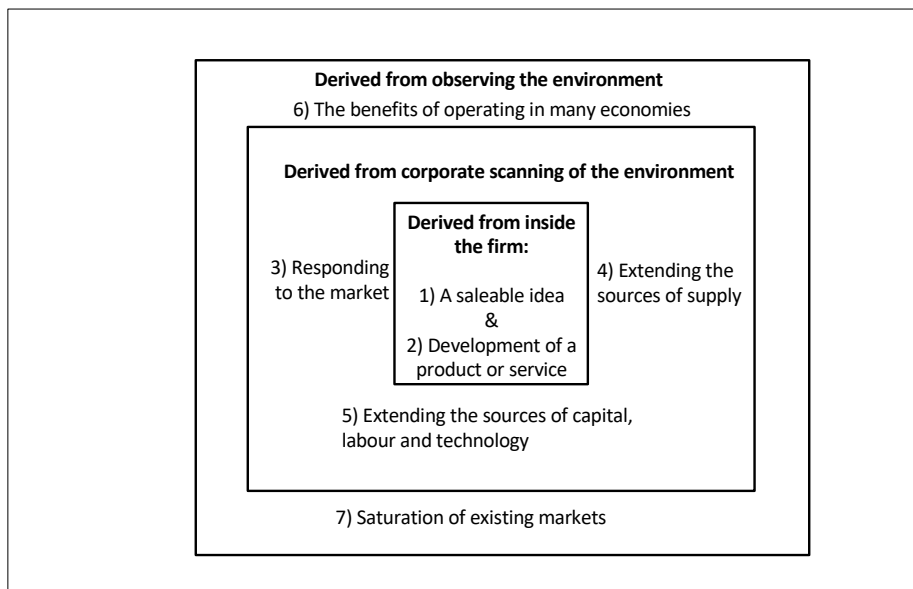 Derived from observing the environment
6) The benefits of operating in many economies
Derived from corporate scanning of the environment
Derived from inside
the firm:
3) Responding
to the market
1) A saleable idea
&
2) Development of a
product or service
4) Extending the
sources of supply
5) Extending the sources of capital,
labour and technology
7) Saturation of existing markets